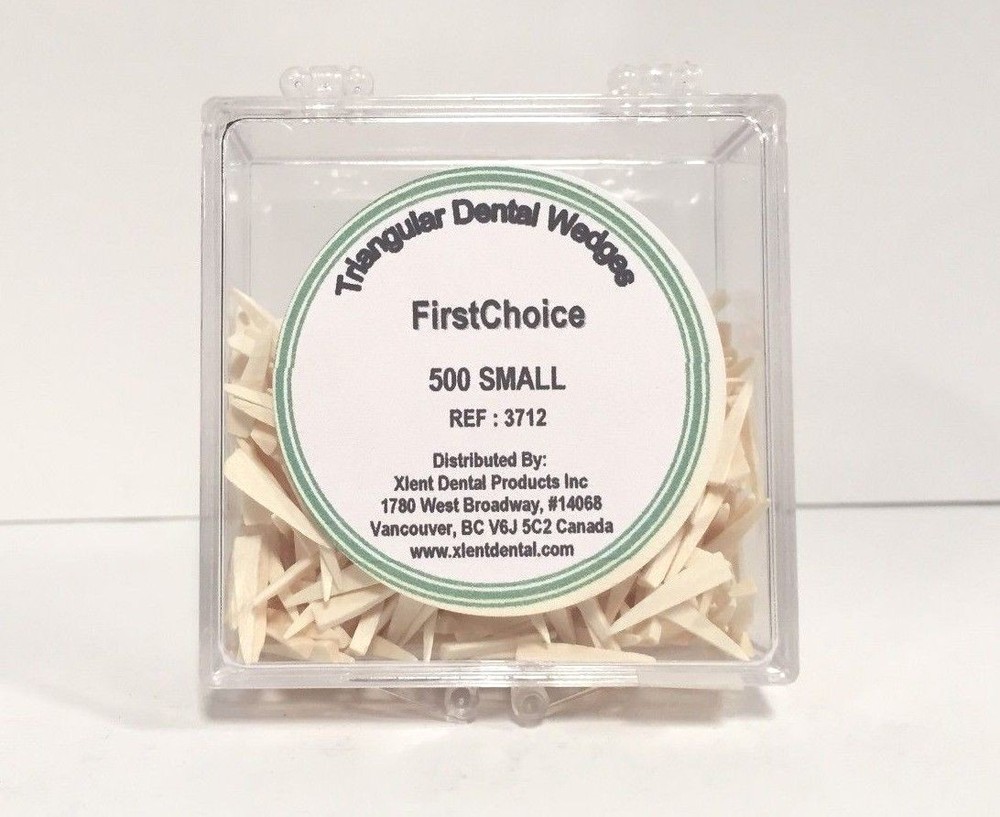 Triangular Dental Wedges
FirstChoice
500 SMALL
REF : 3712
Distributed By:
Xlent Dental Products Inc
1780 West Broadway, #14068
Vancouver, BC V6J 5C2 Canada
www.xlentdental.com